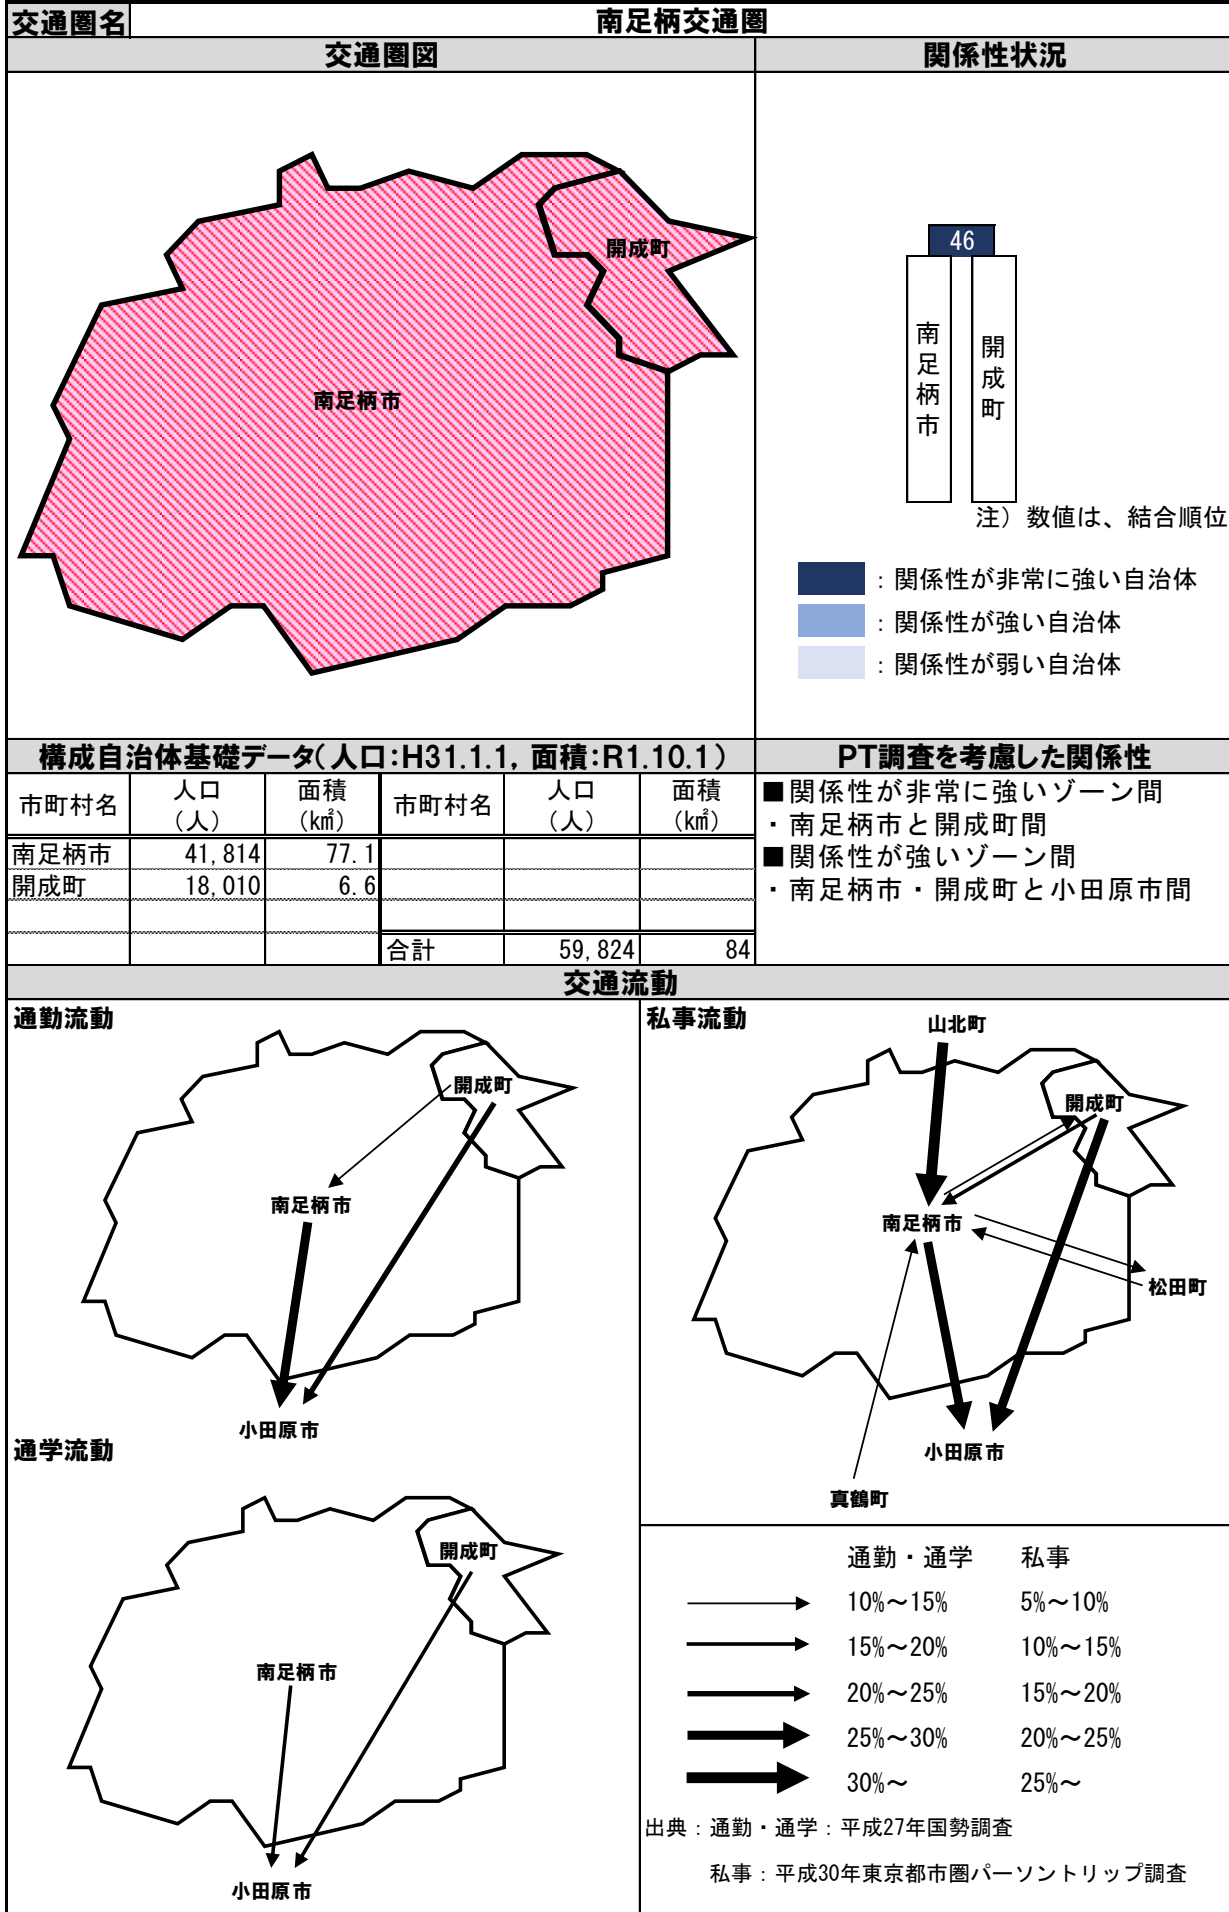 交通圏名
南足柄交通圏
交通圏図
関係性状況
開成町
南足柄市
46
南足柄市
開成町
注）数値は、結合順位
：関係性が非常に強い自治体
：関係性が強い自治体
：関係性が弱い自治体
構成自治体基礎データ(人口:H31.1.1, 面積:R1.10.1)
PT調査を考慮した関係性
市町村名 人口（人） 面積（k㎡） 市町村名 人口（人） 面積（k㎡）
南足柄市 41,814 77.1
開成町 18,010 6.6
合計 59,824 84
■関係性が非常に強いゾーン間
・南足柄市と開成町間
■関係性が強いゾーン間
・南足柄市・開成町と小田原市間
交通流動
通勤流動
開成町
南足柄市
小田原市
通学流動
開成町
南足柄市
小田原市
私事流動
山北町
開成町
南足柄市
松田町
小田原市
真鶴町
通勤・通学 私事
10%～15% 5%～10%
15%～20% 10%～15%
20%～25% 15%～20%
25%～30% 20%～25%
30%～ 25%～
出典：通勤・通学：平成27年国勢調査
私事：平成30年東京都市圏パーソントリップ調査